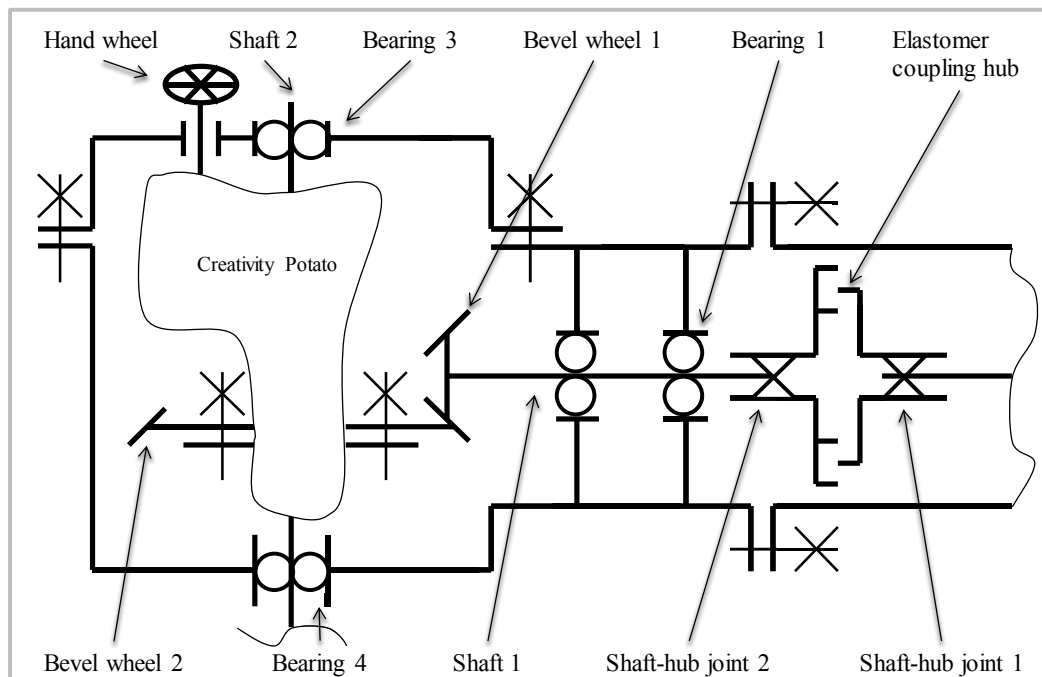 Hand wheel
Shaft 2
Bearing 3
Bevel wheel 1
Bearing 1
Elastomer
coupling hub
Creativity Potato
Bevel wheel 2
Bearing 4
Shaft 1
Shaft-hub joint 2
Shaft-hub joint 1